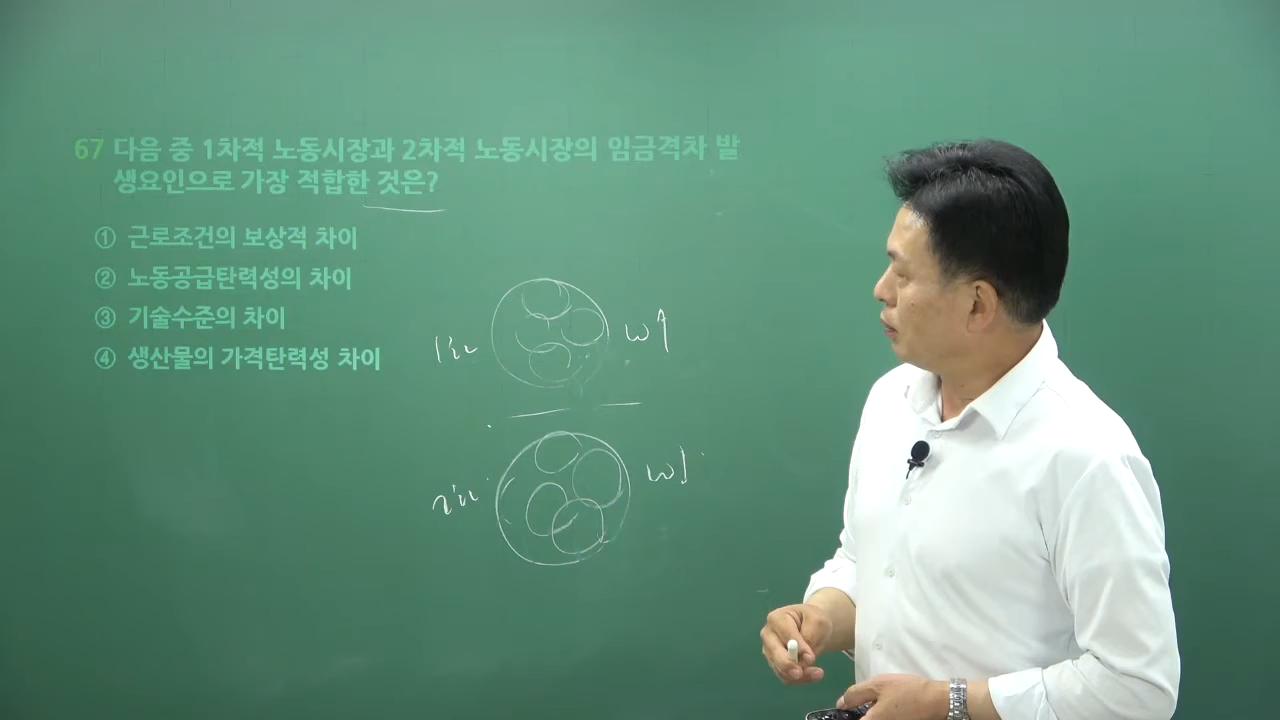 67 다음 중 1차적 노동시장과 2차적 노동시장의 임금격차 발
생요인으로 가장 적합한 것은?
① 근로조건의 보상적 차이
② 노동공급탄력성의 차이
③ 기술수준의 차이
④ 생산물의 가격탄력성 차이
W↑
W↓